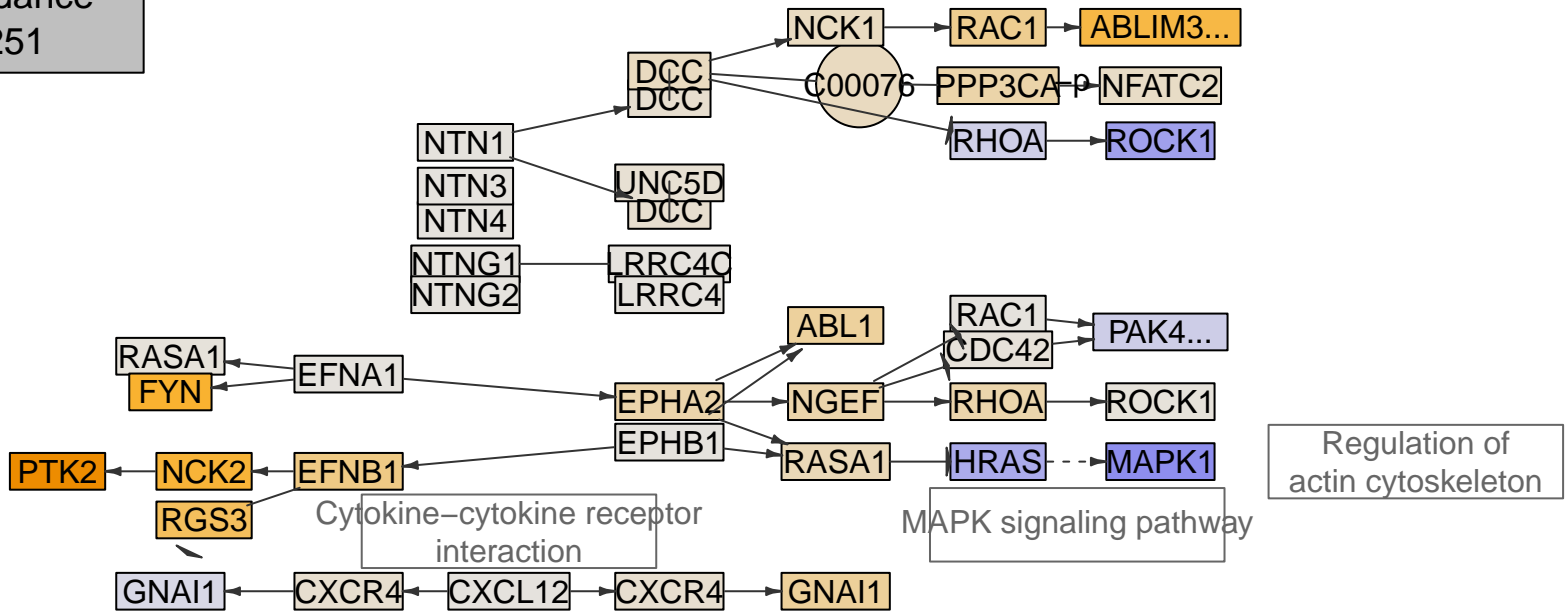 251
NCK1
RAC1
ABLIM3...
DCC
DCC
C00076
PPP3CA
+p
NFATC2
NTN1
RHOA
ROCK1
NTN3
UNC5D
NTN4
DCC
NTNG1
LRRC4C
NTNG2
LRRC4
ABL1
RAC1
PAK4...
CDC42
RASA1
EFNA1
FYN
EPHA2
NGEF
RHOA
ROCK1
EPHB1
PTK2
NCK2
EFNB1
RASA1
HRAS
MAPK1
Regulation of
actin cytoskeleton
RGS3
Cytokine−cytokine receptor
interaction
MAPK signaling pathway
GNAI1
CXCR4
CXCL12
CXCR4
GNAI1